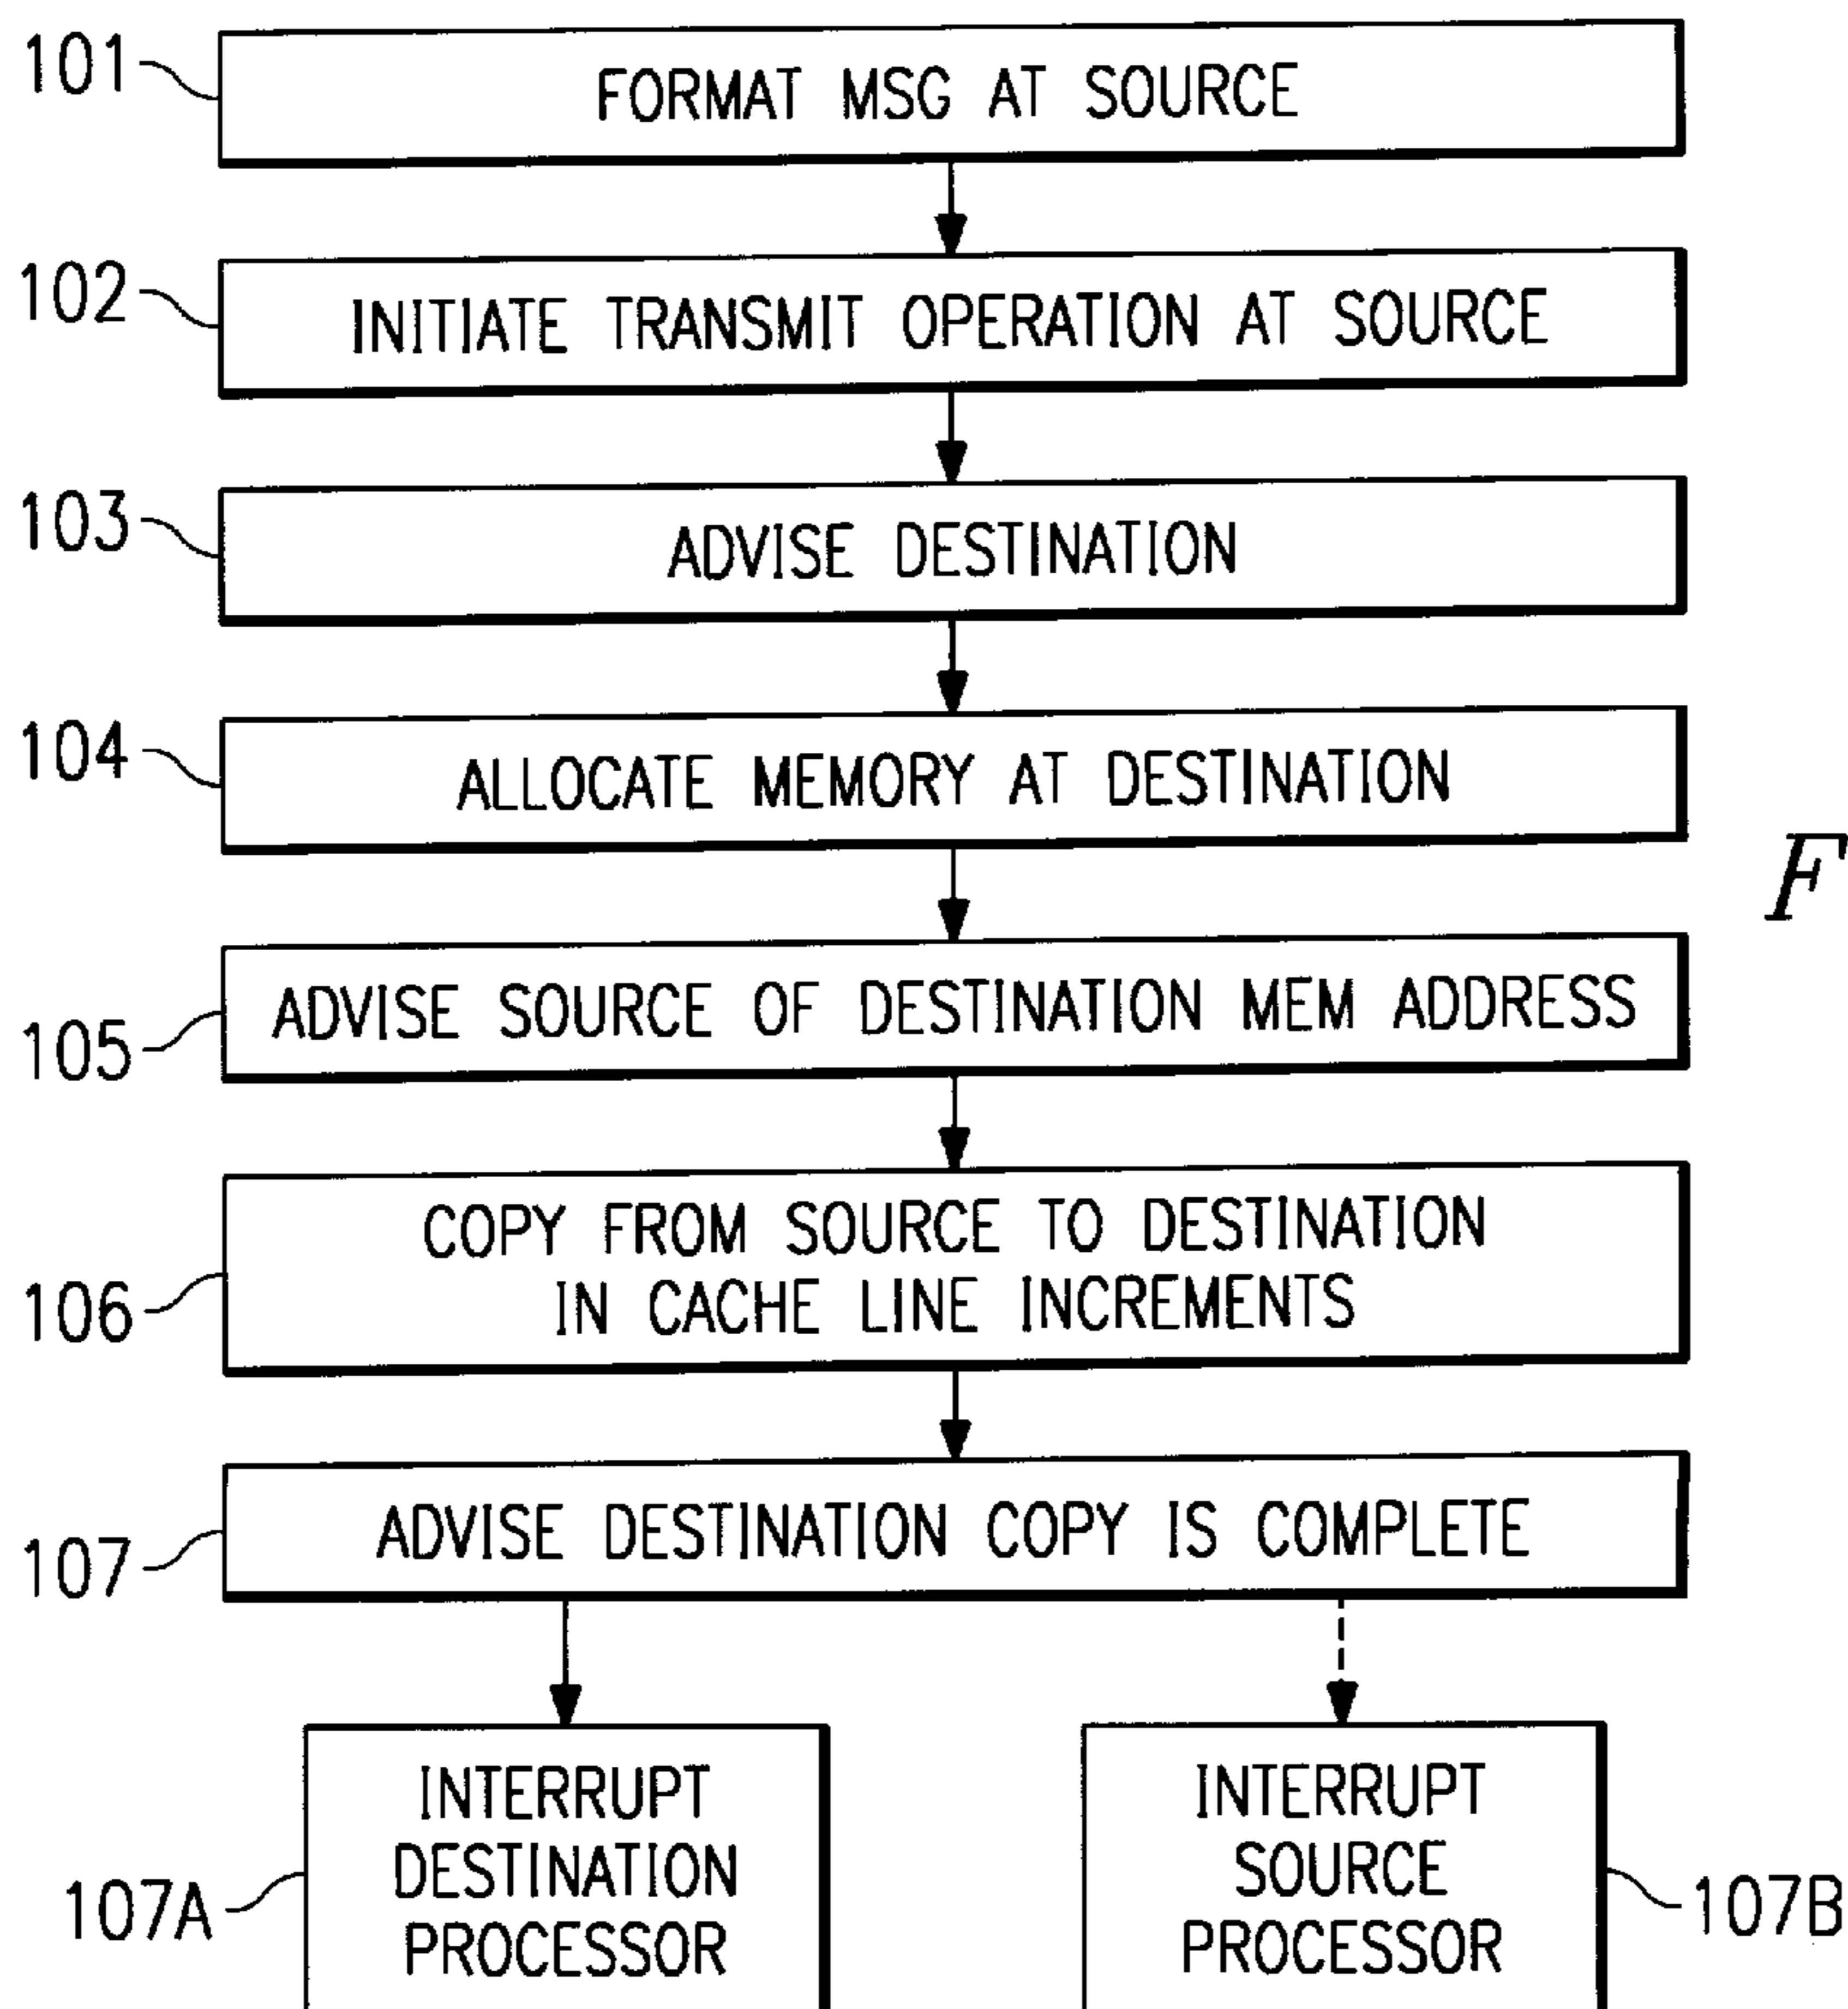 101
FORMAT MSG AT SOURCE
102
INITIATE TRANSMIT OPERATION AT SOURCE
103
ADVISE DESTINATION
104
ALLOCATE MEMORY AT DESTINATION
F
105
ADVISE SOURCE OF DESTINATION MEM ADDRESS
106
COPY FROM SOURCE TO DESTINATION
IN CACHE LINE INCREMENTS
107
ADVISE DESTINATION COPY IS COMPLETE
107A
INTERRUPT
DESTINATION
PROCESSOR
INTERRUPT
SOURCE
PROCESSOR
107B